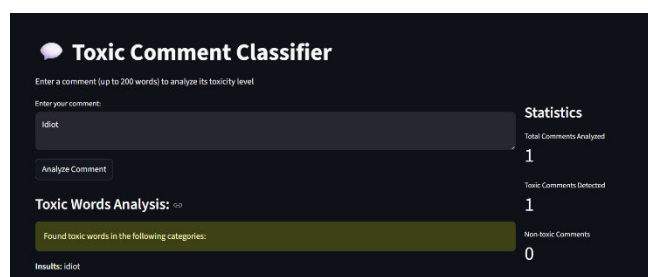 Toxic Comment Classifier
Enter a comment (up to 200 words) to analyze its toxicity level
Enter your comment:
Idiot
Analyze Comment
Toxic Words Analysis:
Found toxic words in the following categories:
Insults: idiot
Statistics
Total Comments Analyzed
1
Toxic Comments Detected
1
Non-toxic Comments
0